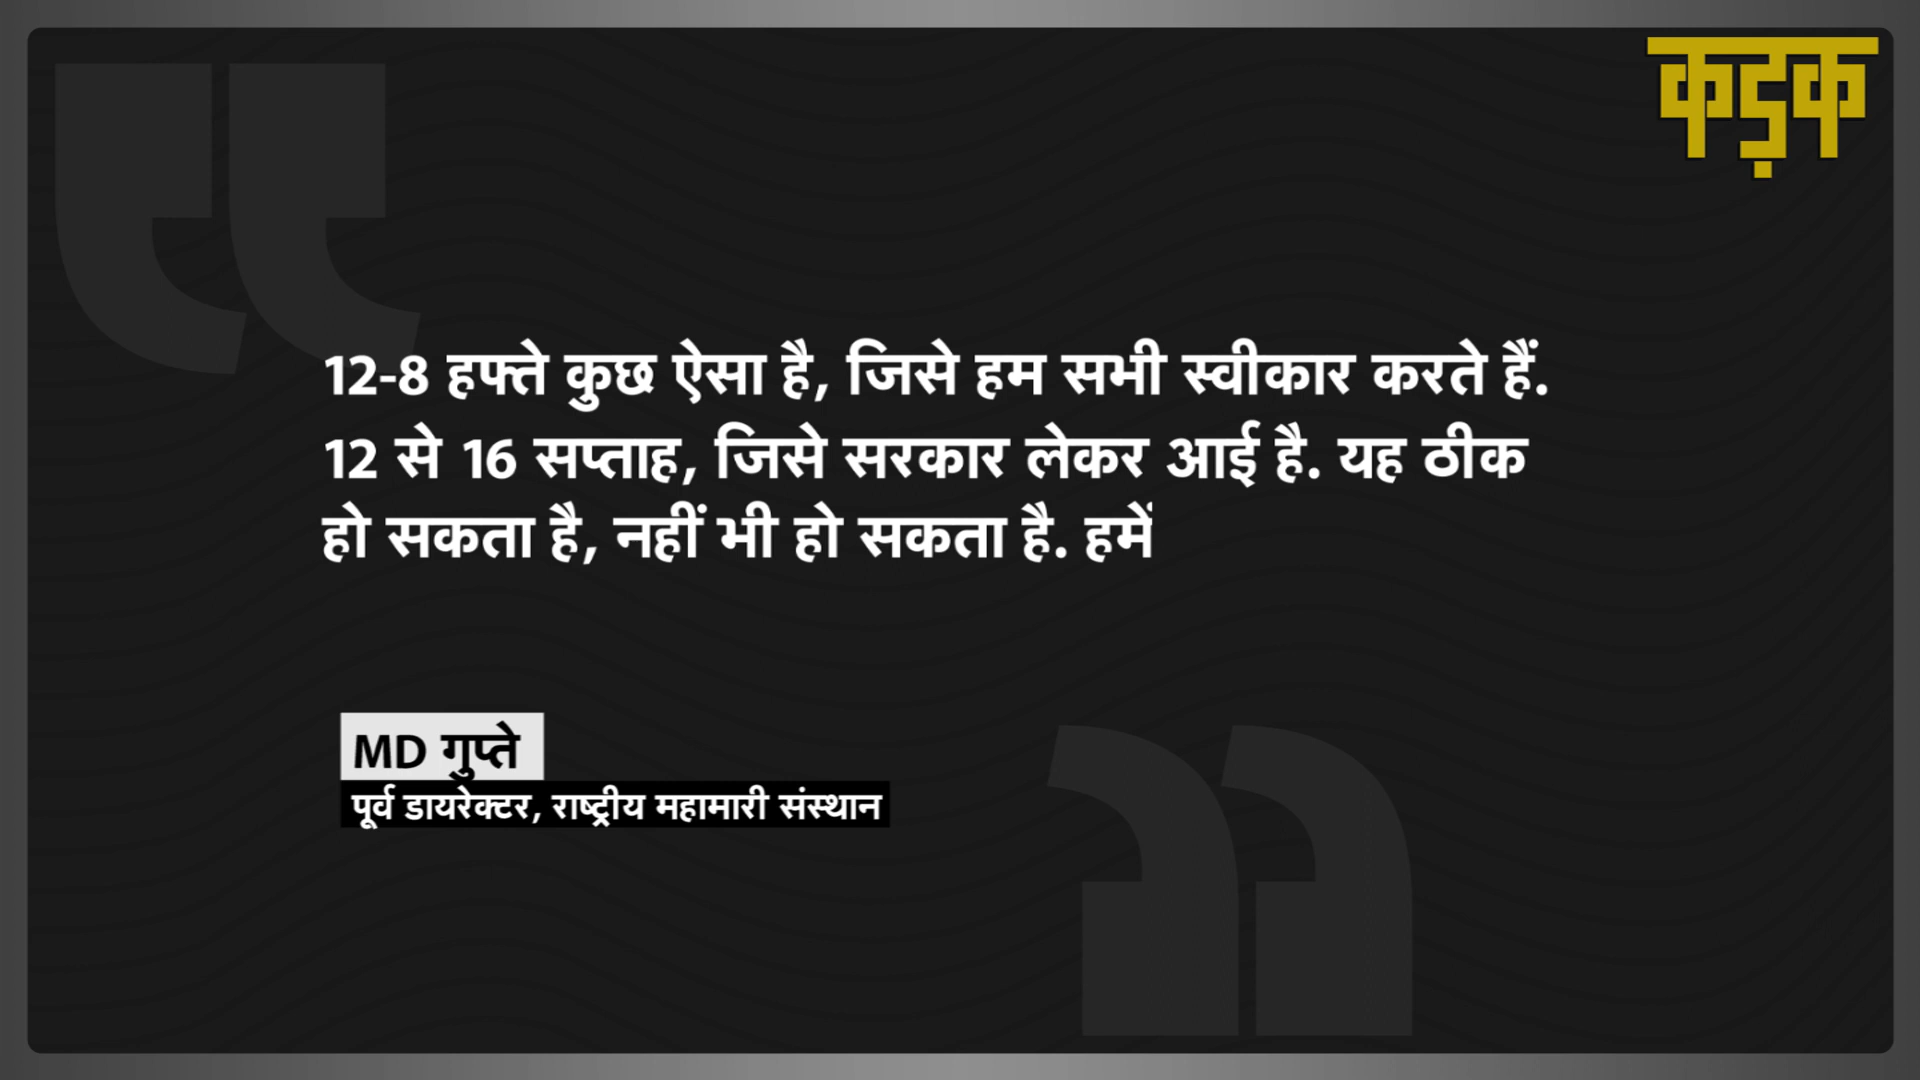 कड़क
12-8 हफ्ते कुछ ऐसा है, जिसे हम सभी स्वीकार करते हैं.
12 से 16 सप्ताह, जिसे सरकार लेकर आई है. यह ठीक
हो सकता है, नहीं भी हो सकता है. हमें
MD गुप्ते
पूर्व डायरेक्टर, राष्ट्रीय महामारी संस्थान